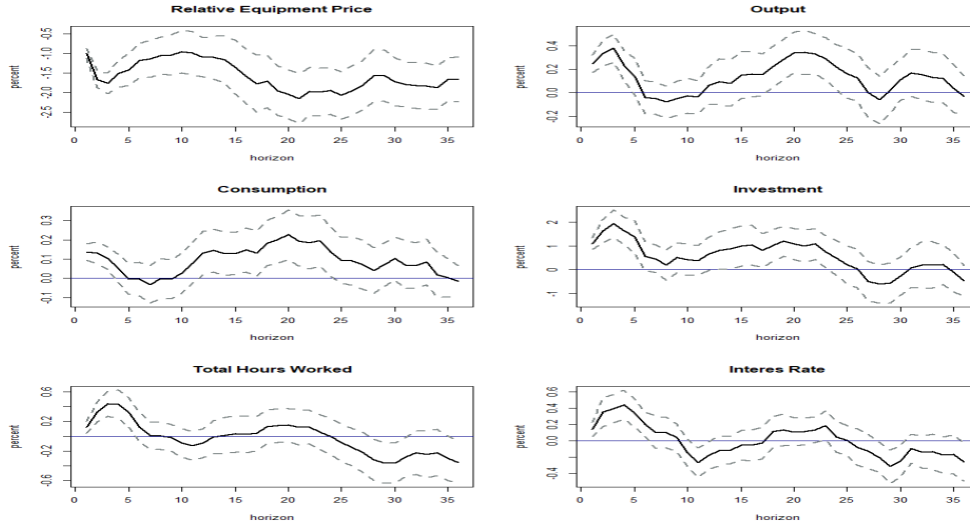 Relative Equipment Price
percent
-0.5
-1.0
-1.5
-2.0
-2.5
0 5 10 15 20 25 30 35
horizon
Output
percent
0.4
0.2
0.0
-0.2
0 5 10 15 20 25 30 35
horizon
Consumption
percent
0.3
0.2
0.1
0.0
-0.1
0 5 10 15 20 25 30 35
horizon
Investment
percent
2
1
0
-1
0 5 10 15 20 25 30 35
horizon
Total Hours Worked
percent
0.6
0.2
-0.2
-0.6
0 5 10 15 20 25 30 35
horizon
Interes Rate
percent
0.6
0.4
0.2
0.0
-0.4
0 5 10 15 20 25 30 35
horizon